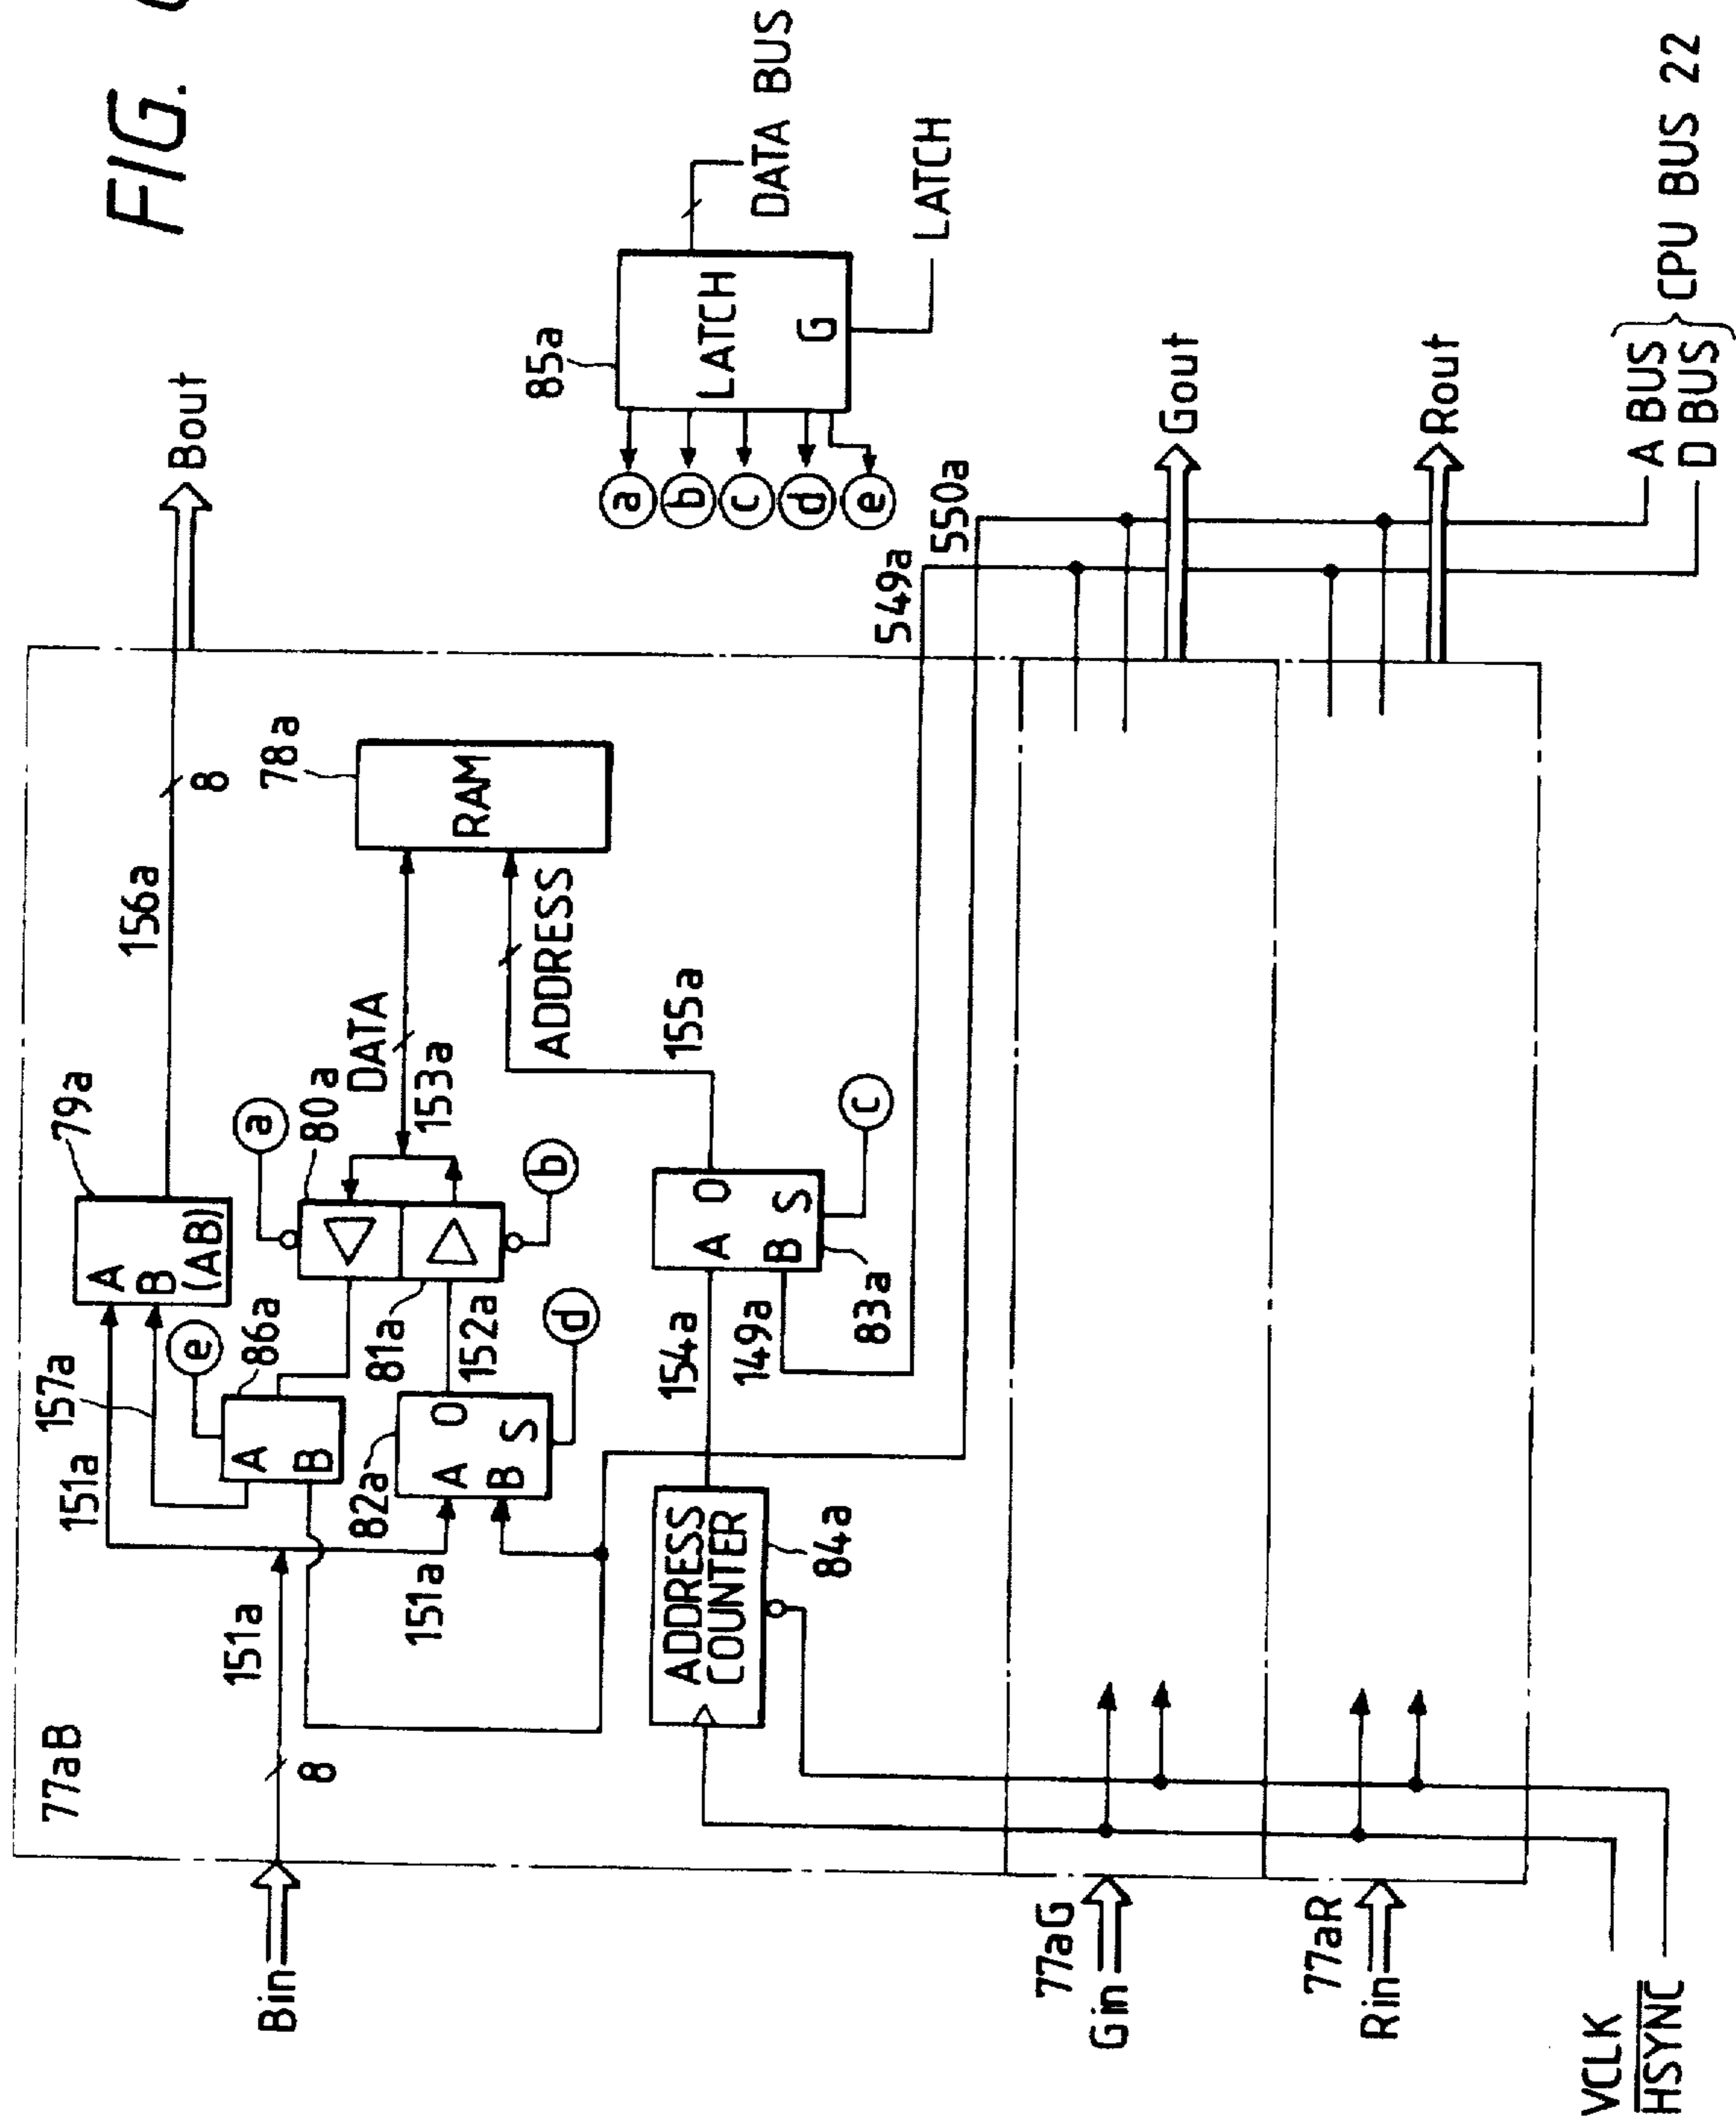 FIG.
77aB
Bin
8
151a
151a
157a
151a
A
B
(AB)
79a
156a
8
Bout
e
A
B
86a
a
80a
81a
b
82a
A
B
O
S
d
152a
DATA
153a
RAM
78a
ADDRESS
155a
ADDRESS
COUNTER
84a
154a
149a
A
B
O
S
83a
c
85a
LATCH
G
DATA BUS
LATCH
a
b
c
d
e
549a
550a
77aG
Gin
Gout
77aR
Rin
Rout
VCLK
HSYNC
A BUS
D BUS
CPU BUS 22